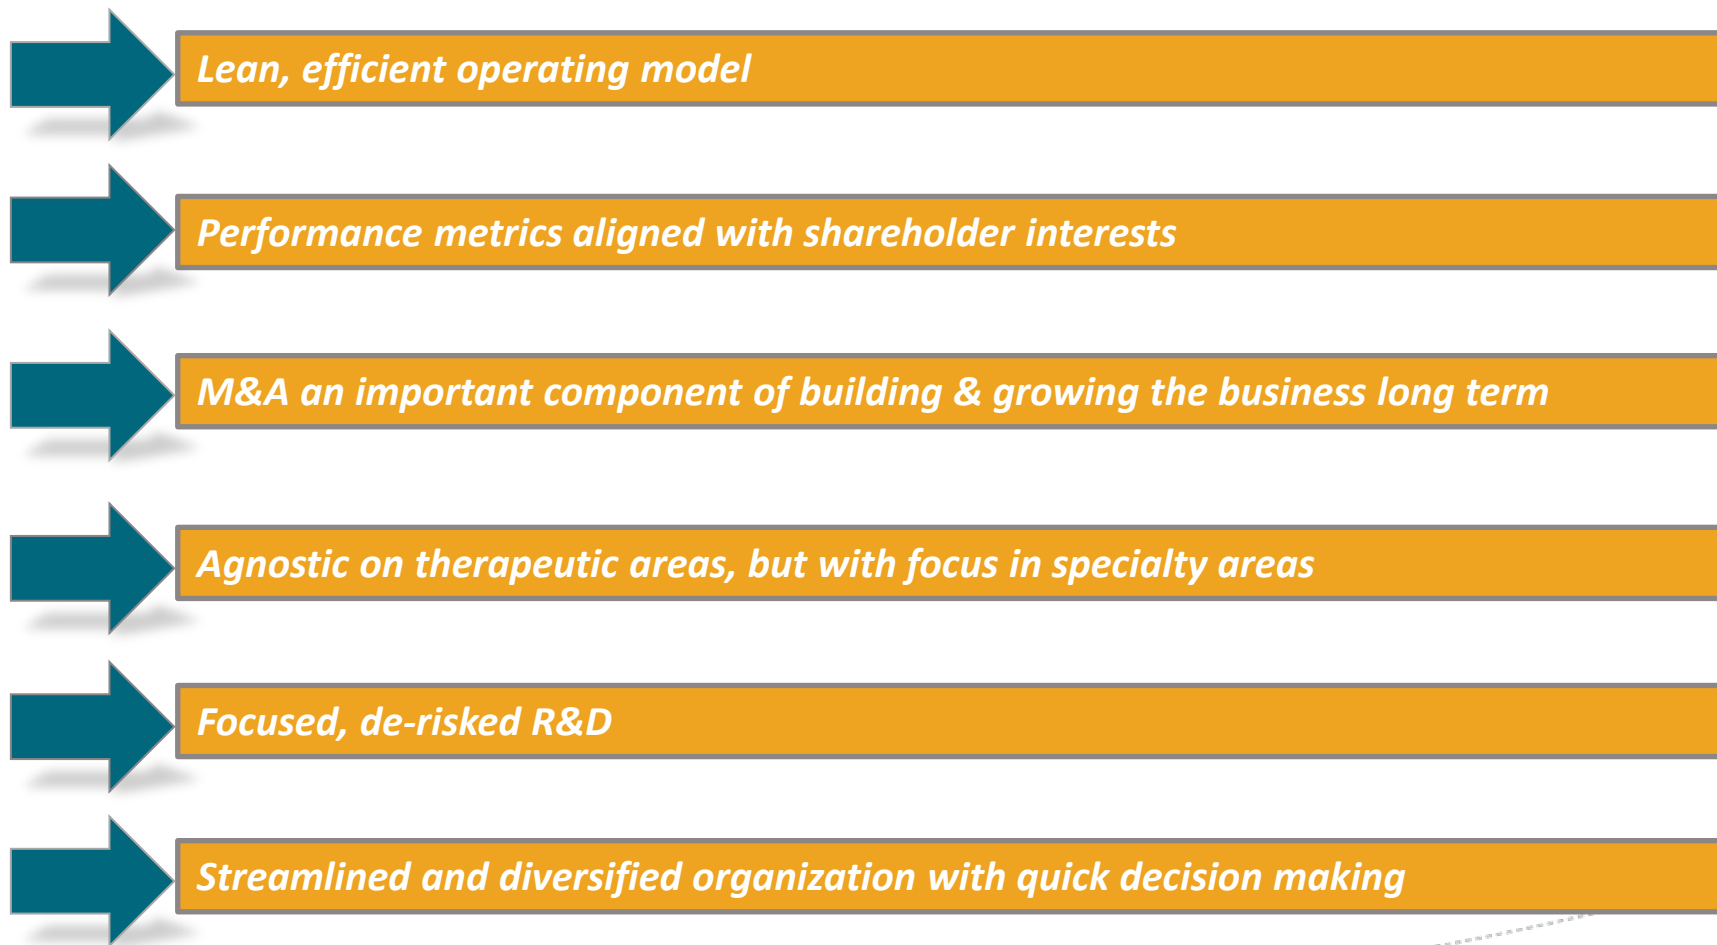 Lean, efficient operating model
Performance metrics aligned with shareholder interests
M&A an important component of building & growing the business long term
Agnostic on therapeutic areas, but with focus in specialty areas
Focused, de-risked R&D
Streamlined and diversified organization with quick decision making